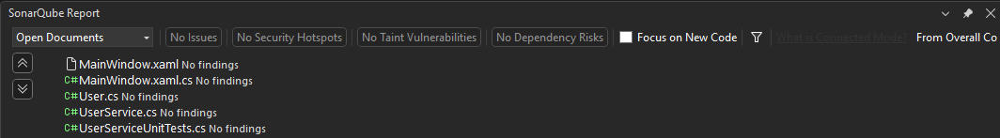 SonarQube Report
Open Documents No Issues No Security Hotspots No Taint Vulnerabilities No Dependency Risks Focus on New Code What is Connected Mode? From Overall Co
MainWindow.xaml No findings
C# MainWindow.xaml.cs No findings
C# User.cs No findings
C# UserService.cs No findings
C# UserServiceUnitTests.cs No findings